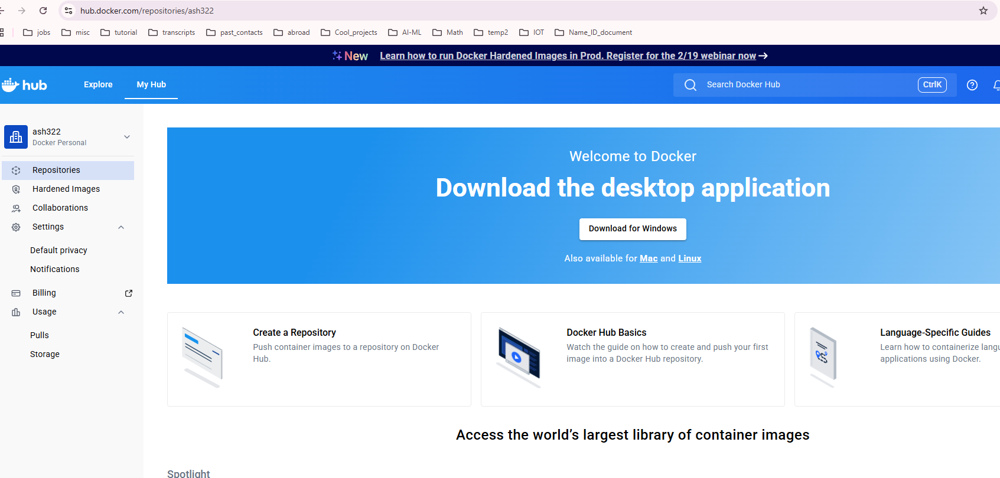 hub.docker.com/repositories/ash322
jobs misc tutorial transcripts past_contacts abroad Cool_projects AI-ML Math temp2 IOT Name_ID_document
New Learn how to run Docker Hardened Images in Prod. Register for the 2/19 webinar now
hub Explore My Hub Search Docker Hub CtrlK
ash322
Docker Personal
Repositories
Hardened Images
Collaborations
Settings
Default privacy
Notifications
Billing
Usage
Pulls
Storage
Welcome to Docker
Download the desktop application
Download for Windows
Also available for Mac and Linux
Create a Repository
Push container images to a repository on Docker
Hub.
Docker Hub Basics
Watch the guide on how to create and push your first
image into a Docker Hub repository.
Language-Specific Guides
Learn how to containerize langu
applications using Docker.
Access the world’s largest library of container images
Spotlight